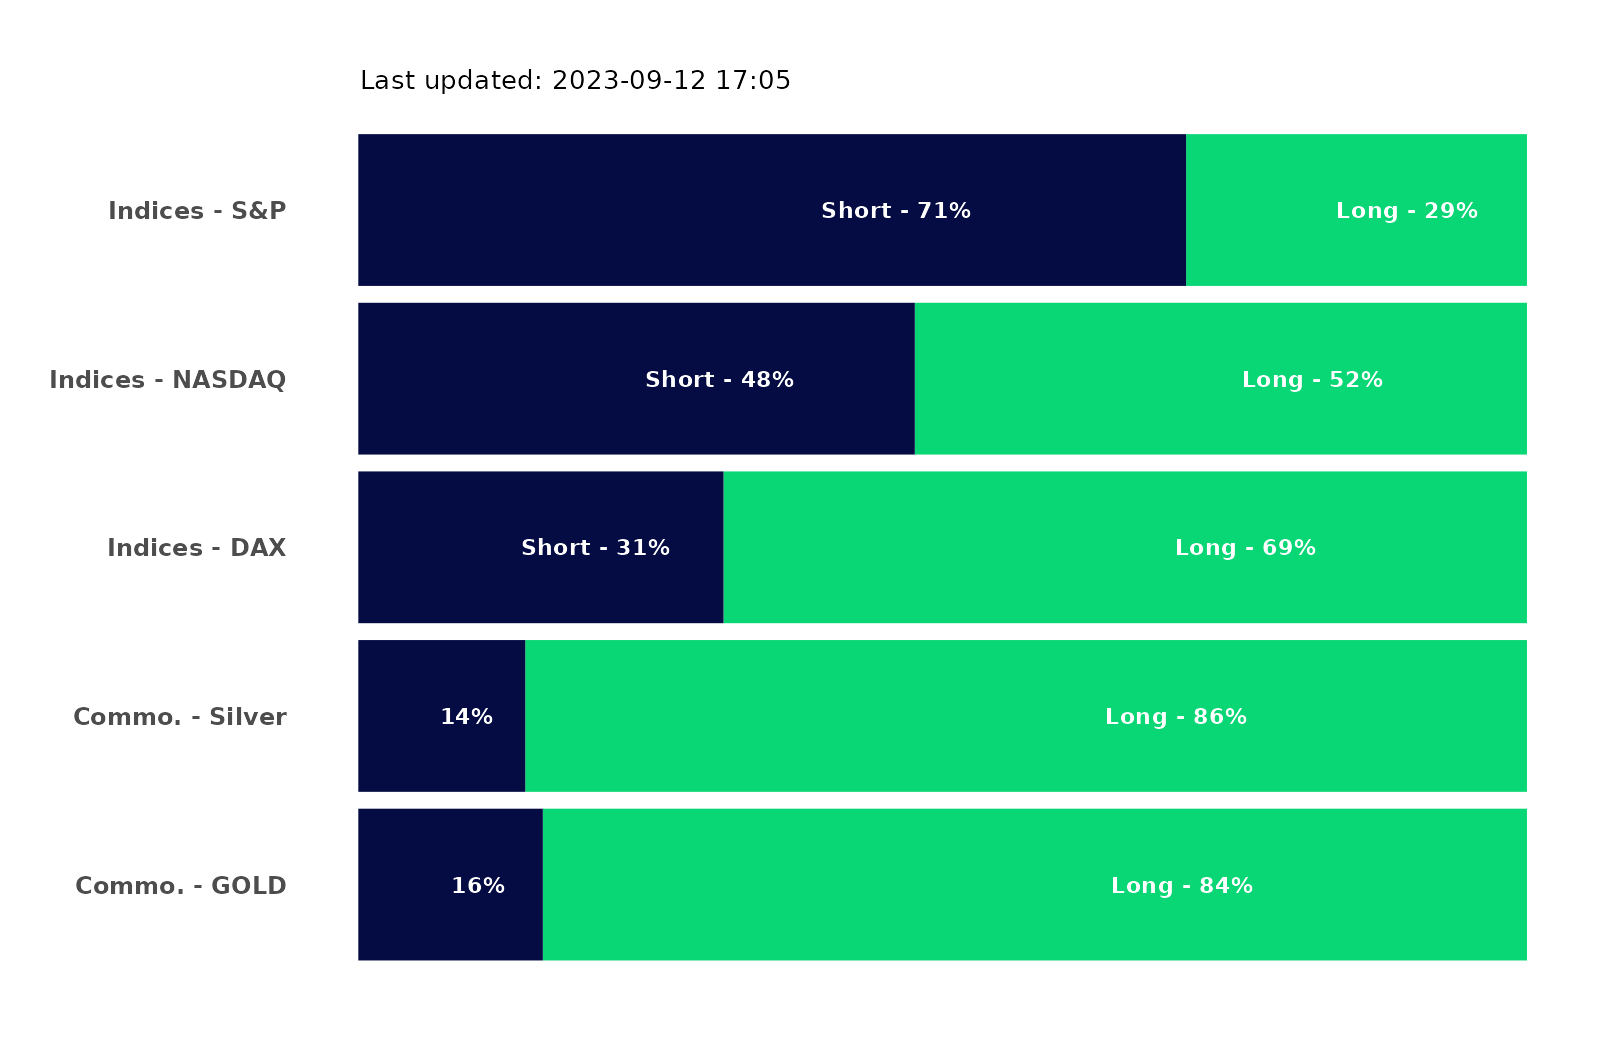 Last updated: 2023-09-12 17:05
Indices - S&P Short - 71% Long - 29%
Indices - NASDAQ Short - 48% Long - 52%
Indices - DAX Short - 31% Long - 69%
Commo. - Silver 14% Long - 86%
Commo. - GOLD 16% Long - 84%